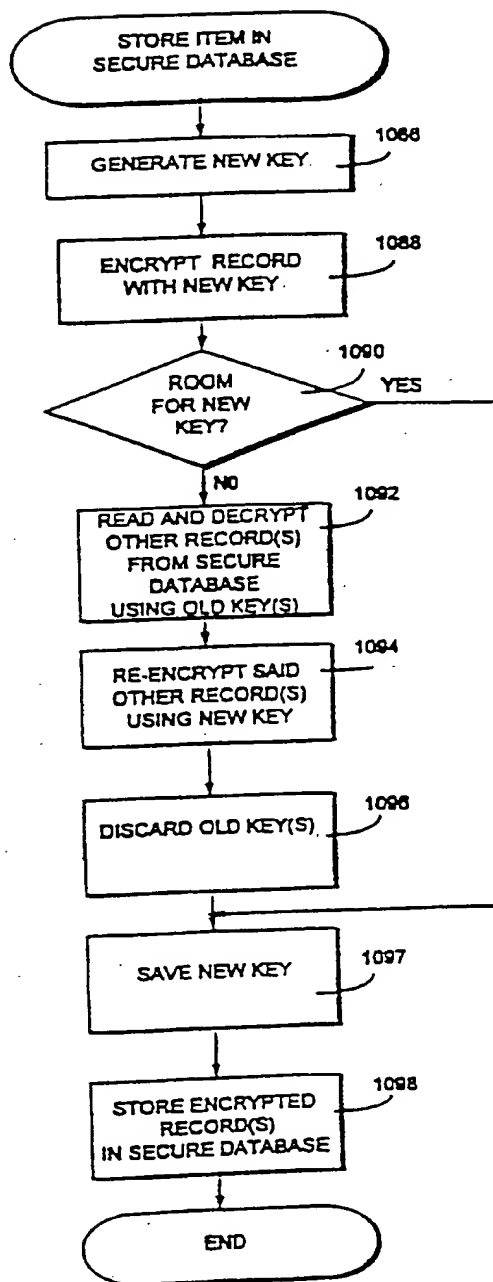 STORE ITEM IN
SECURE DATABASE
1066
GENERATE NEW KEY
1088
ENCRYPT RECORD
WITH NEW KEY
1090
ROOM
FOR NEW
KEY?
YES
NO
1092
READ AND DECRYPT
OTHER RECORD(S)
FROM SECURE
DATABASE
USING OLD KEY(S)
1094
RE-ENCRYPT SAID
OTHER RECORD(S)
USING NEW KEY
1096
DISCARD OLD KEY(S)
SAVE NEW KEY
1097
1098
STORE ENCRYPTED
RECORD(S)
IN SECURE DATABASE
END